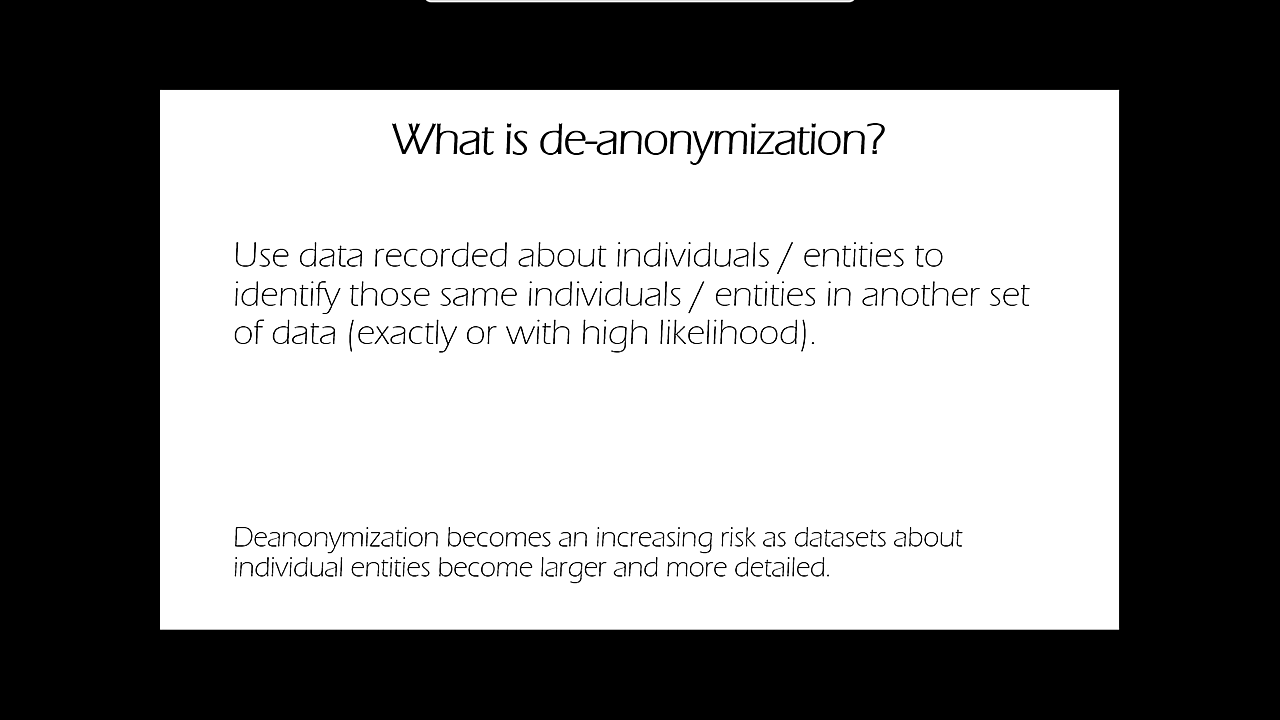 What is de-anonymization?
Use data recorded about individuals / entities to
identify those same individuals / entities in another set
of data (exactly or with high likelihood).
Deanonymization becomes an increasing risk as datasets about
individual entities become larger and more detailed.